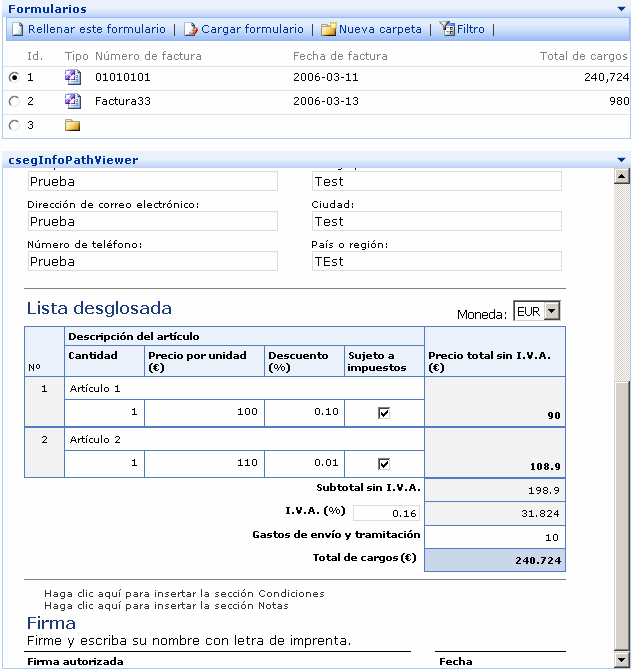 Formularios
Rellenar este formulario | Cargar formulario | Nueva carpeta | Filtro |
Id. Tipo Número de factura Fecha de factura Total de cargos
1 01010101 2006-03-11 240,724
2 Factura33 2006-03-13 980
3
csegInfoPathViewer
Prueba Test
Dirección de correo electrónico: Ciudad:
Prueba Test
Número de teléfono: País o región:
Prueba TEst
Lista desglosada Moneda: EUR
Descripción del artículo
Nº Cantidad Precio por unidad (€) Descuento (%) Sujeto a impuestos Precio total sin I.V.A. (€)
1 Artículo 1
1 100 0.10 90
2 Artículo 2
1 110 0.01 108.9
Subtotal sin I.V.A. 198.9
I.V.A. (%) 0.16 31.824
Gastos de envío y tramitación 10
Total de cargos (€) 240.724
Haga clic aquí para insertar la sección Condiciones
Haga clic aquí para insertar la sección Notas
Firma
Firme y escriba su nombre con letra de imprenta.
Firma autorizada Fecha